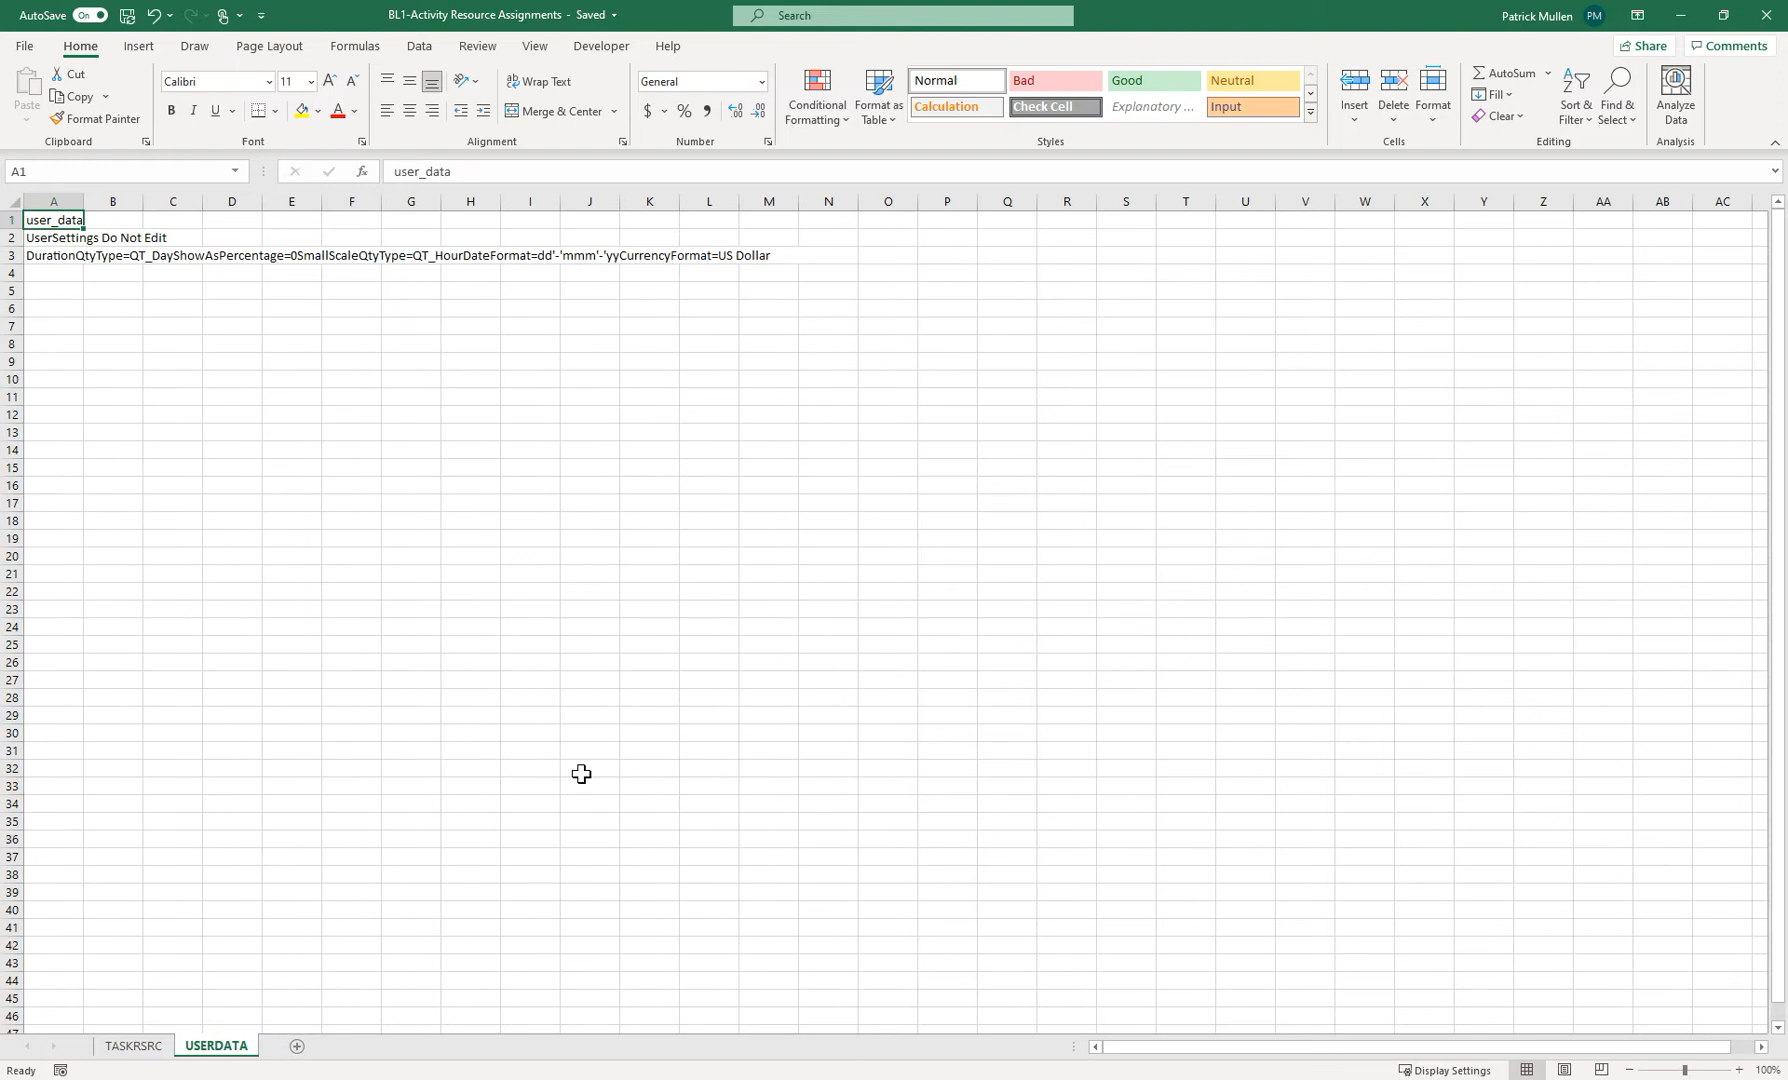 AutoSave On BL1-Activity Resource Assignments - Saved Search Patrick Mullen PM
File Home Insert Draw Page Layout Formulas Data Review View Developer Help Share Comments
Paste
Cut
Copy
Format Painter
Clipboard
Calibri 11
B I U
Font
Wrap Text
Merge & Center
Alignment
General
$ % ,
Number
Conditional Formatting
Format as Table
Normal Bad Good Neutral
Calculation Check Cell Explanatory ... Input
Styles
Insert Delete Format
Cells
AutoSum
Fill
Clear
Sort & Filter
Find & Select
Editing
Analyze Data
Analysis
A1 fx user_data
A B C D E F G H I J K L M N O P Q R S T U V W X Y Z AA AB AC
1 user_data
2 UserSettings Do Not Edit
3 DurationQtyType=QT_DayShowAsPercentage=0SmallScaleQtyType=QT_HourDateFormat=dd'-'mmm'-'yyCurrencyFormat=US Dollar
4
5
6
7
8
9
10
11
12
13
14
15
16
17
18
19
20
21
22
23
24
25
26
27
28
29
30
31
32
33
34
35
36
37
38
39
40
41
42
43
44
45
46
47
TASKRSRC USERDATA
Ready Display Settings 100%